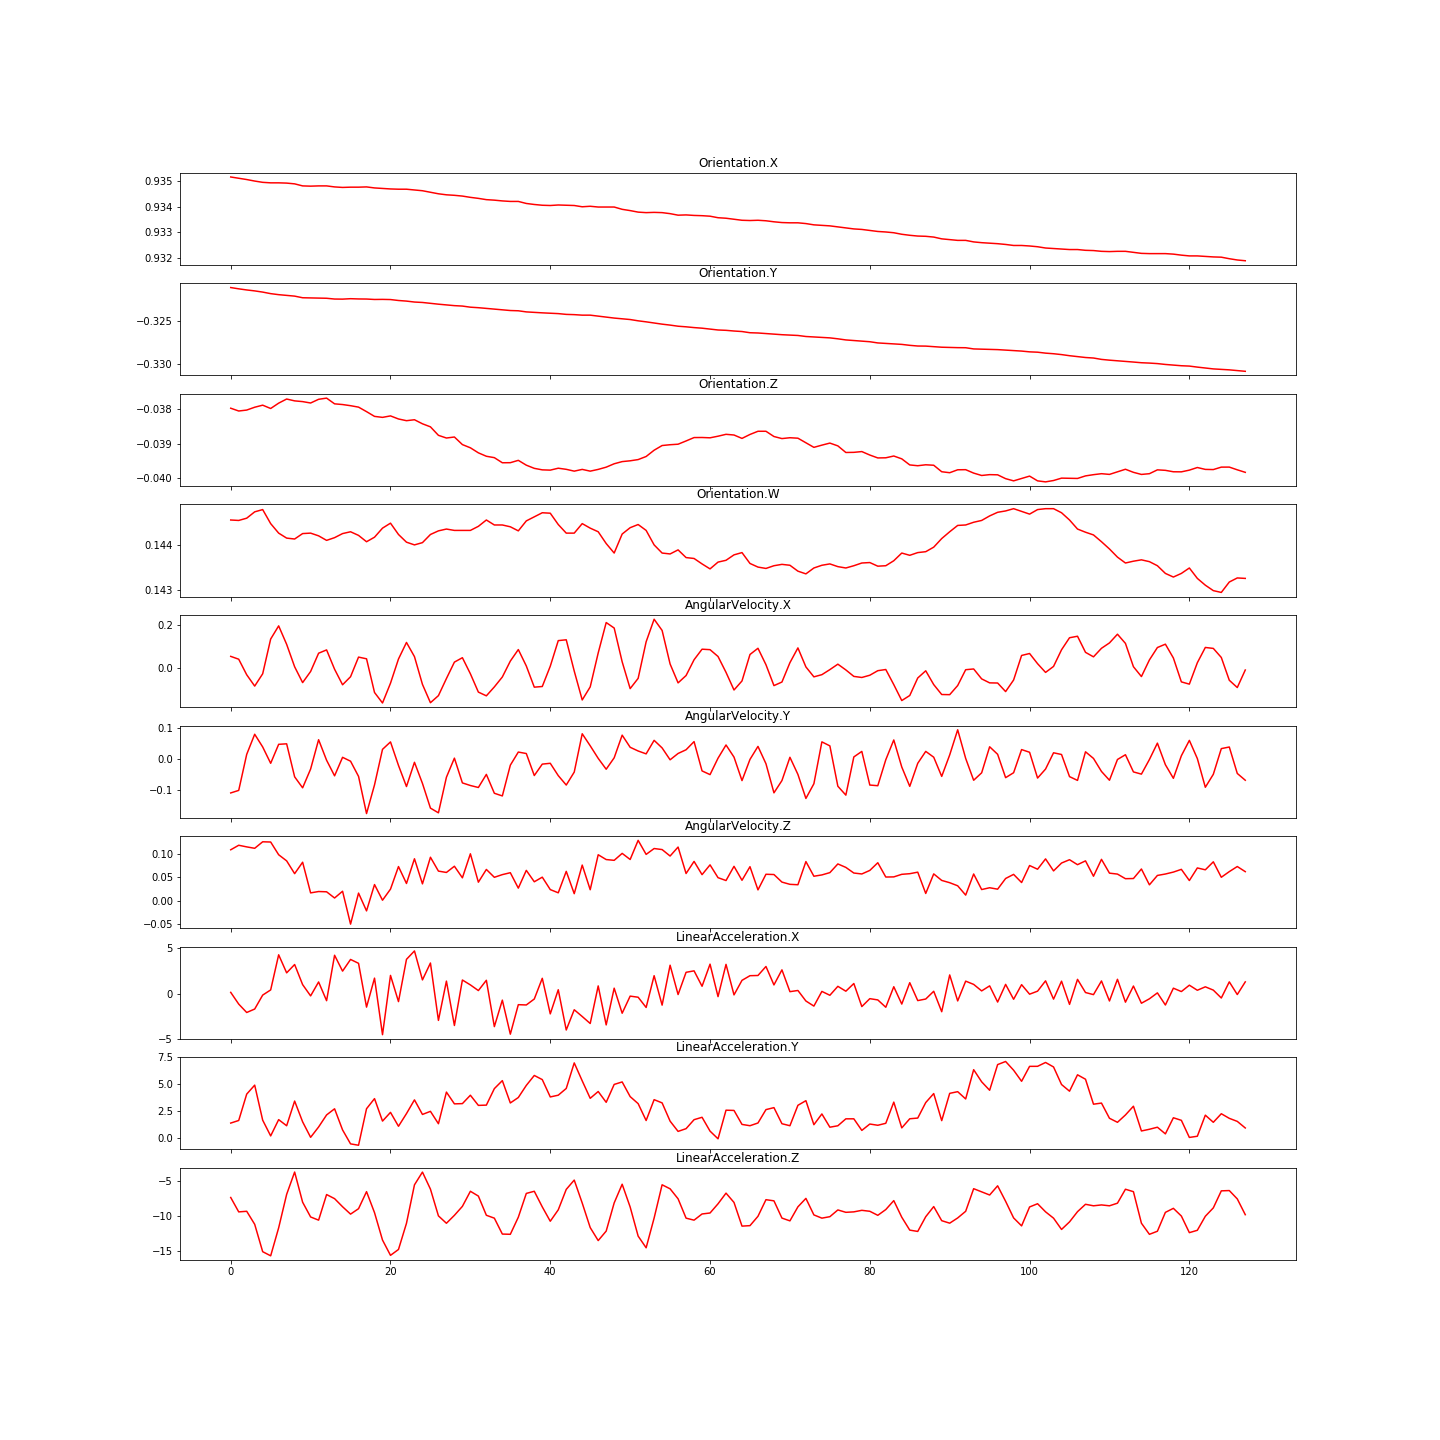 Orientation.X
0.935
0.934
0.933
0.932
Orientation.Y
−0.325
−0.330
Orientation.Z
−0.038
−0.039
−0.040
Orientation.W
0.144
0.143
AngularVelocity.X
0.2
0.0
AngularVelocity.Y
0.1
0.0
−0.1
AngularVelocity.Z
0.10
0.05
0.00
−0.05
LinearAcceleration.X
5
0
−5
LinearAcceleration.Y
7.5
5.0
2.5
0.0
LinearAcceleration.Z
−5
−10
−15
0 20 40 60 80 100 120